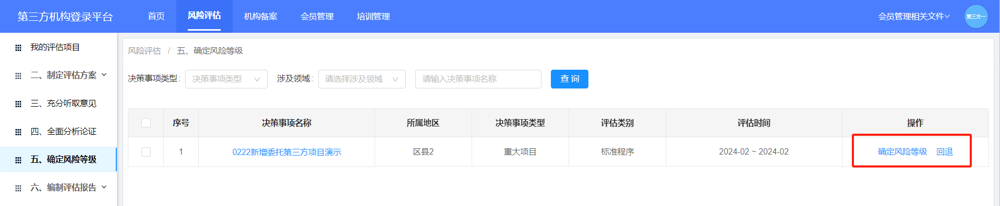 第三方机构登录平台 首页 风险评估 机构备案 会员管理 培训管理 会员管理相关文件 第三方一
我的评估项目
二、制定评估方案
三、充分听取意见
四、全面分析论证
五、确定风险等级
六、编制评估报告
风险评估 / 五、确定风险等级
决策事项类型: 决策事项类型 涉及领域: 请选择涉及领域 请输入决策事项名称 查 询
序号 决策事项名称 所属地区 决策事项类型 评估类别 评估时间 操作
1 0222新增委托第三方项目演示 区县2 重大项目 标准程序 2024-02 ~ 2024-02 确定风险等级 回退